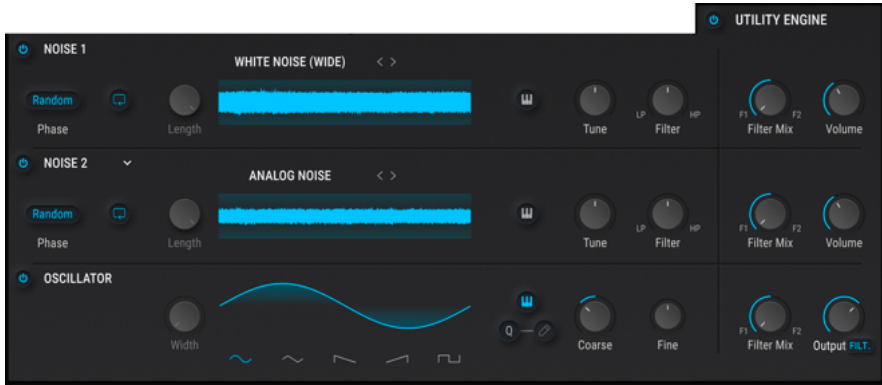 UTILITY ENGINE
NOISE 1
WHITE NOISE (WIDE)
Random
Phase
Length
Tune
LP
HP
Filter
F1
F2
Filter Mix
Volume
NOISE 2
ANALOG NOISE
Random
Phase
Length
Tune
LP
HP
Filter
F1
F2
Filter Mix
Volume
OSCILLATOR
Width
Q
Coarse
Fine
F1
F2
Filter Mix
Output FILT.